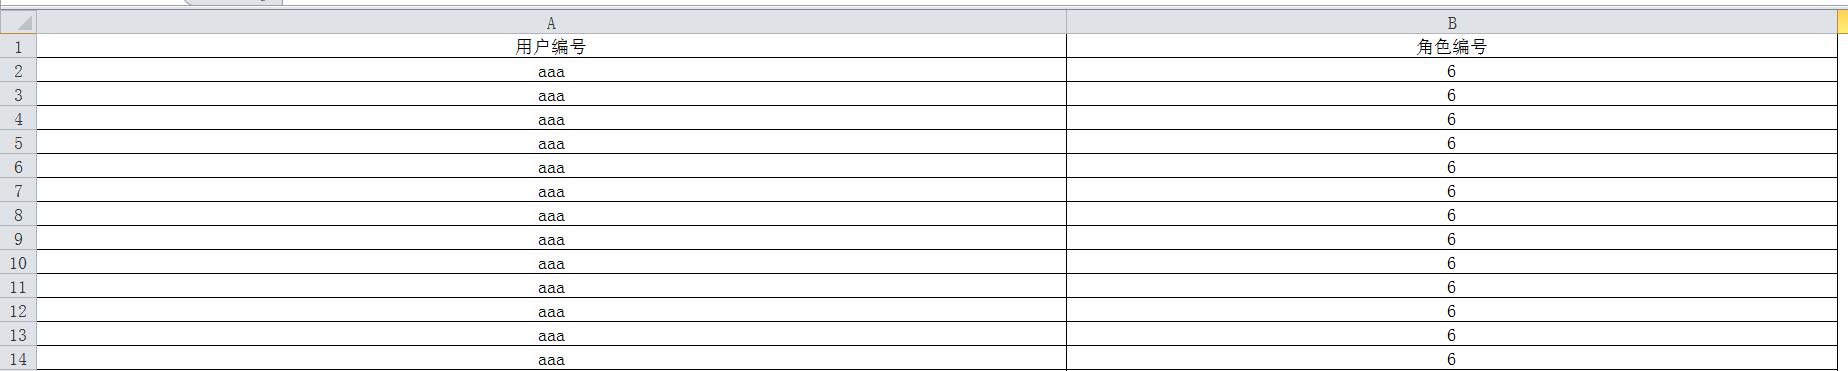 A B
1 用户编号 角色编号
2 aaa 6
3 aaa 6
4 aaa 6
5 aaa 6
6 aaa 6
7 aaa 6
8 aaa 6
9 aaa 6
10 aaa 6
11 aaa 6
12 aaa 6
13 aaa 6
14 aaa 6